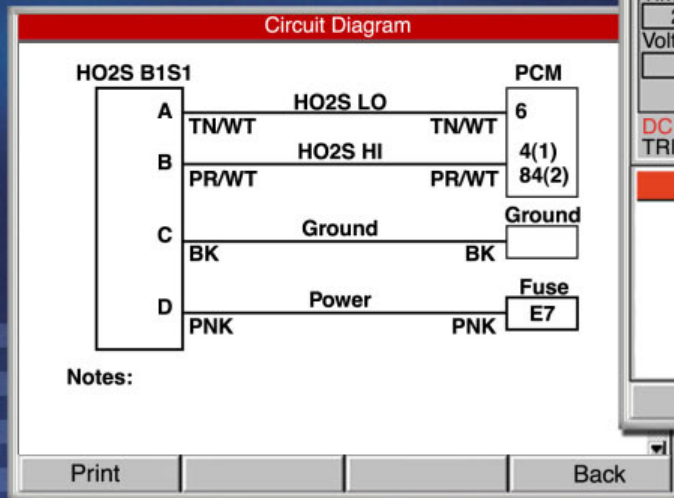 Circuit Diagram
HO2S B1S1
PCM
A
HO2S LO
6
TN/WT
TN/WT
B
HO2S HI
4(1)
PR/WT
PR/WT
84(2)
C
Ground
Ground
BK
BK
D
Power
Fuse
E7
PNK
PNK
Notes:
Print
Back
Volt
DC